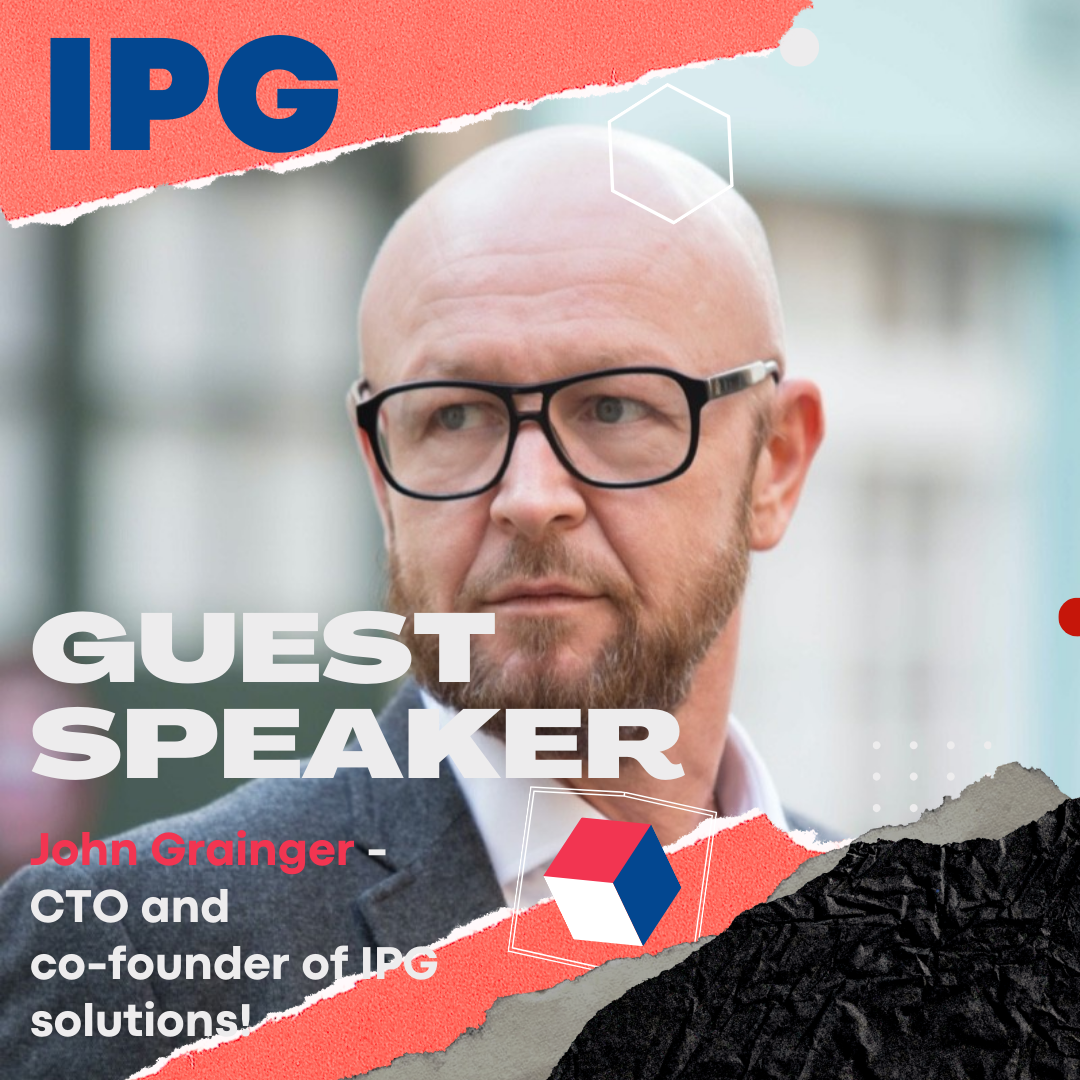 IPG
GUEST
SPEAKER
John Grainger -
CTO and
co-founder of IPG
solutions!